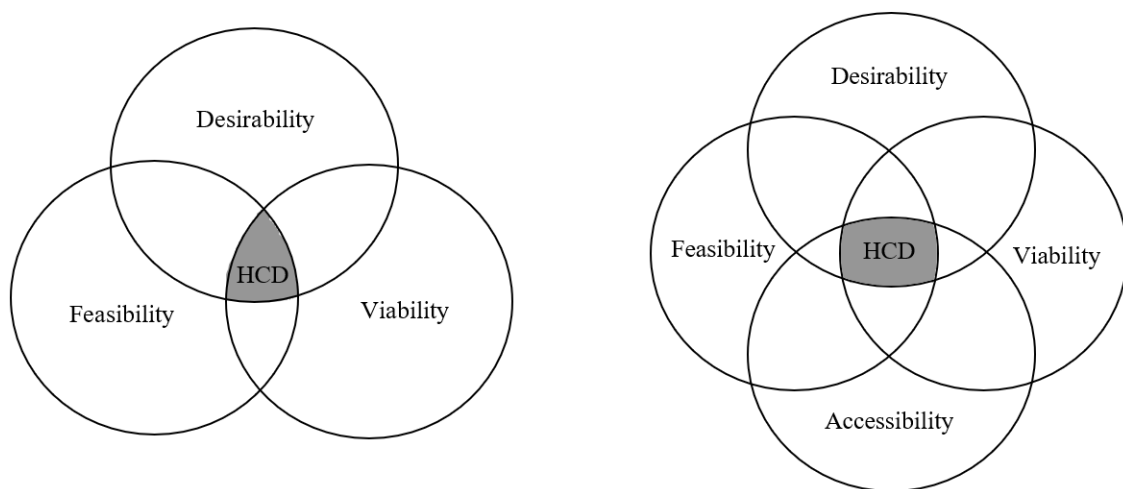 Desirability
HCD
Feasibility
Viability
Desirability
Feasibility
HCD
Viability
Accessibility